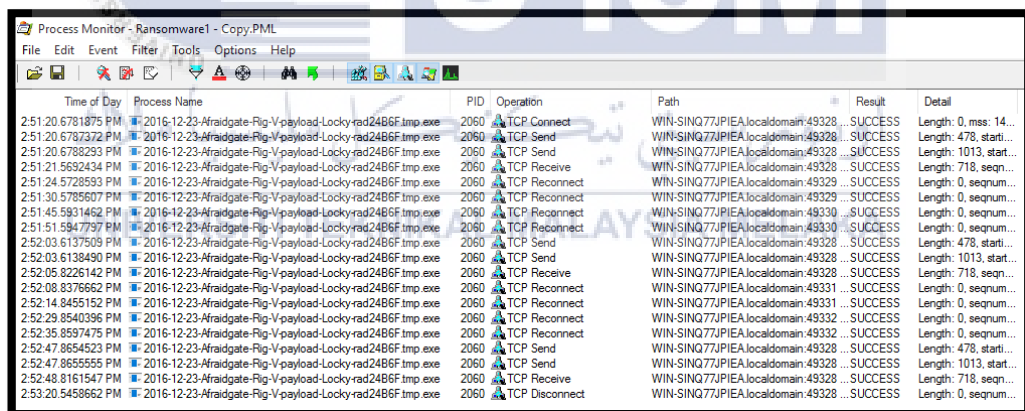 Process Monitor - Ransomware1 - Copy.PML
File Edit Event Filter Tools Options Help
Time of Day Process Name PID Operation Path Result Detail
2:51:20.6781875 PM 2016-12-23-Afraidgate-Rig-V-payload-Locky-rad24B6F.tmp.exe 2060 TCP Connect WIN-SINQ77JPIEA.localdomain:49328 ... SUCCESS Length: 0, mss: 14...
2:51:20.6787372 PM 2016-12-23-Afraidgate-Rig-V-payload-Locky-rad24B6F.tmp.exe 2060 TCP Send WIN-SINQ77JPIEA.localdomain:49328 ... SUCCESS Length: 478, starti...
2:51:20.6788293 PM 2016-12-23-Afraidgate-Rig-V-payload-Locky-rad24B6F.tmp.exe 2060 TCP Send WIN-SINQ77JPIEA.localdomain:49328 ... SUCCESS Length: 1013, start...
2:51:21.5692434 PM 2016-12-23-Afraidgate-Rig-V-payload-Locky-rad24B6F.tmp.exe 2060 TCP Receive WIN-SINQ77JPIEA.localdomain:49328 ... SUCCESS Length: 718, seqn...
2:51:24.5728593 PM 2016-12-23-Afraidgate-Rig-V-payload-Locky-rad24B6F.tmp.exe 2060 TCP Reconnect WIN-SINQ77JPIEA.localdomain:49329 ... SUCCESS Length: 0, seqnum...
2:51:30.5785607 PM 2016-12-23-Afraidgate-Rig-V-payload-Locky-rad24B6F.tmp.exe 2060 TCP Reconnect WIN-SINQ77JPIEA.localdomain:49329 ... SUCCESS Length: 0, seqnum...
2:51:45.5931462 PM 2016-12-23-Afraidgate-Rig-V-payload-Locky-rad24B6F.tmp.exe 2060 TCP Reconnect WIN-SINQ77JPIEA.localdomain:49330 ... SUCCESS Length: 0, seqnum...
2:51:51.5947797 PM 2016-12-23-Afraidgate-Rig-V-payload-Locky-rad24B6F.tmp.exe 2060 TCP Reconnect WIN-SINQ77JPIEA.localdomain:49330 ... SUCCESS Length: 0, seqnum...
2:52:03.6137509 PM 2016-12-23-Afraidgate-Rig-V-payload-Locky-rad24B6F.tmp.exe 2060 TCP Send WIN-SINQ77JPIEA.localdomain:49328 ... SUCCESS Length: 478, starti...
2:52:03.6138490 PM 2016-12-23-Afraidgate-Rig-V-payload-Locky-rad24B6F.tmp.exe 2060 TCP Send WIN-SINQ77JPIEA.localdomain:49328 ... SUCCESS Length: 1013, start...
2:52:05.8226142 PM 2016-12-23-Afraidgate-Rig-V-payload-Locky-rad24B6F.tmp.exe 2060 TCP Receive WIN-SINQ77JPIEA.localdomain:49328 ... SUCCESS Length: 718, seqn...
2:52:08.8376662 PM 2016-12-23-Afraidgate-Rig-V-payload-Locky-rad24B6F.tmp.exe 2060 TCP Reconnect WIN-SINQ77JPIEA.localdomain:49331 ... SUCCESS Length: 0, seqnum...
2:52:14.8455152 PM 2016-12-23-Afraidgate-Rig-V-payload-Locky-rad24B6F.tmp.exe 2060 TCP Reconnect WIN-SINQ77JPIEA.localdomain:49331 ... SUCCESS Length: 0, seqnum...
2:52:29.8540396 PM 2016-12-23-Afraidgate-Rig-V-payload-Locky-rad24B6F.tmp.exe 2060 TCP Reconnect WIN-SINQ77JPIEA.localdomain:49332 ... SUCCESS Length: 0, seqnum...
2:52:35.8597475 PM 2016-12-23-Afraidgate-Rig-V-payload-Locky-rad24B6F.tmp.exe 2060 TCP Reconnect WIN-SINQ77JPIEA.localdomain:49332 ... SUCCESS Length: 0, seqnum...
2:52:47.8654523 PM 2016-12-23-Afraidgate-Rig-V-payload-Locky-rad24B6F.tmp.exe 2060 TCP Send WIN-SINQ77JPIEA.localdomain:49328 ... SUCCESS Length: 478, starti...
2:52:47.8655555 PM 2016-12-23-Afraidgate-Rig-V-payload-Locky-rad24B6F.tmp.exe 2060 TCP Send WIN-SINQ77JPIEA.localdomain:49328 ... SUCCESS Length: 1013, start...
2:52:48.8161547 PM 2016-12-23-Afraidgate-Rig-V-payload-Locky-rad24B6F.tmp.exe 2060 TCP Receive WIN-SINQ77JPIEA.localdomain:49328 ... SUCCESS Length: 718, seqn...
2:53:20.5458662 PM 2016-12-23-Afraidgate-Rig-V-payload-Locky-rad24B6F.tmp.exe 2060 TCP Disconnect WIN-SINQ77JPIEA.localdomain:49328 ... SUCCESS Length: 0, seqnum...